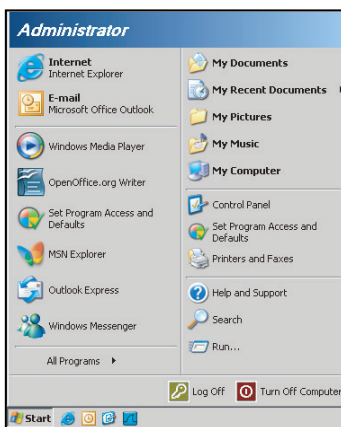 Administrator
Internet
Internet Explorer
E-mail
Microsoft Office Outlook
Windows Media Player
OpenOffice.org Writer
Set Program Access and
Defaults
MSN Explorer
Outlook Express
Windows Messenger
All Programs
My Documents
My Recent Documents
My Pictures
My Music
My Computer
Control Panel
Set Program Access and
Defaults
Printers and Faxes
Help and Support
Search
Run...
Log Off
Turn Off Computer
Start